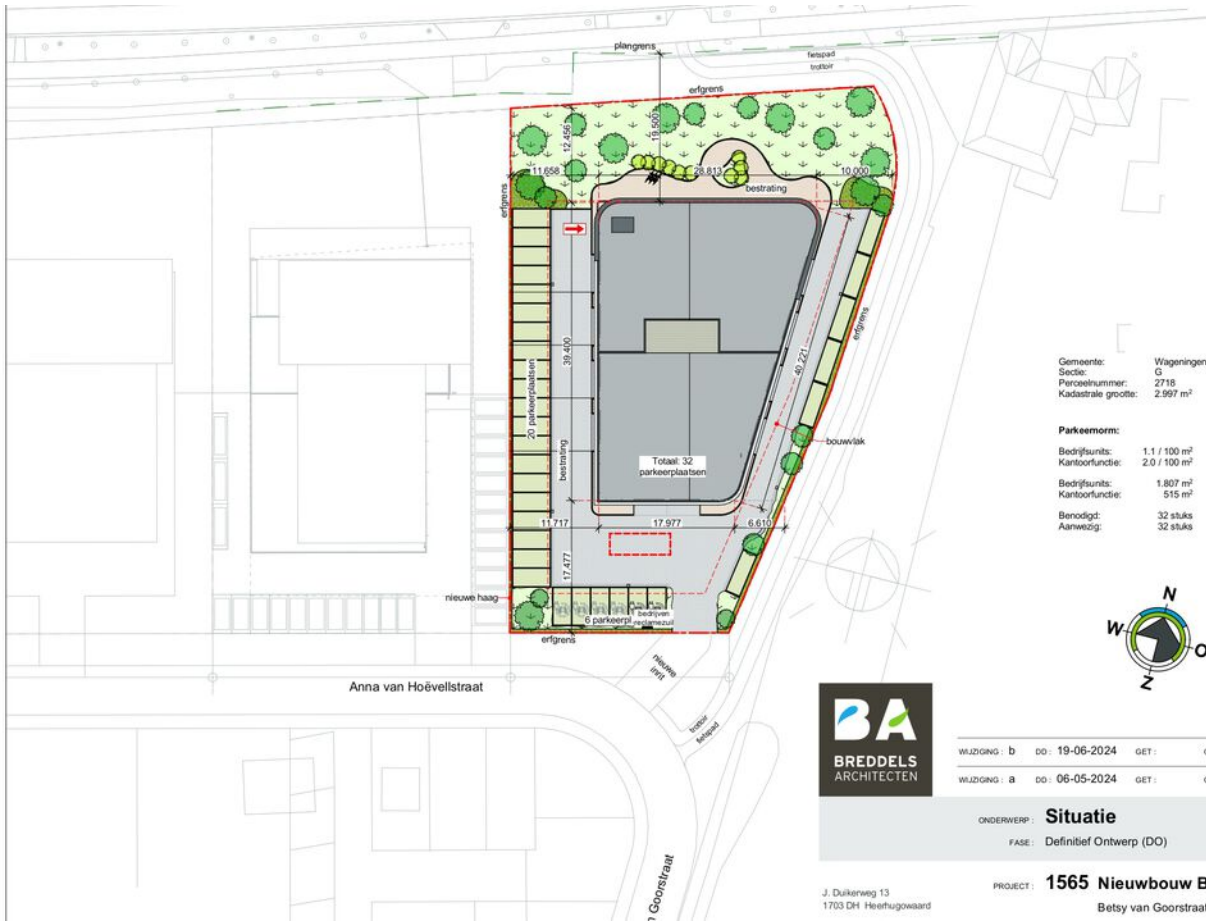 plangrens
fietspad
trottoir
erfgrens
12.456
19.500
11.658
28.813
10.000
bestrating
erfgrens
erfgrens
39.400
40.221
20 parkeerplaatsen
bestrating
bouwvlak
Totaal: 32
parkeerplaatsen
11.717
17.977
6.610
17.477
nieuwe haag
6 parkeerpl
bedrijven
reclamezuil
erfgrens
nieuwe
inrit
Anna van Hoëvellstraat
trottoir
fietspad
n Goorstraat
Gemeente: Wageningen
Sectie: G
Perceelnummer: 2718
Kadastrale grootte: 2.997 m²
Parkeernorm:
Bedrijfsunits: 1.1 / 100 m²
Kantoorfunctie: 2.0 / 100 m²
Bedrijfsunits: 1.807 m²
Kantoorfunctie: 515 m²
Benodigd: 32 stuks
Aanwezig: 32 stuks
N
W
O
Z
BA
BREDDELS
ARCHITECTEN
WIJZIGING : b DD : 19-06-2024 GET :
WIJZIGING : a DD : 06-05-2024 GET :
ONDERWERP : Situatie
FASE : Definitief Ontwerp (DO)
PROJECT : 1565 Nieuwbouw B
Betsy van Goorstraat
J. Duikerweg 13
1703 DH Heerhugowaard